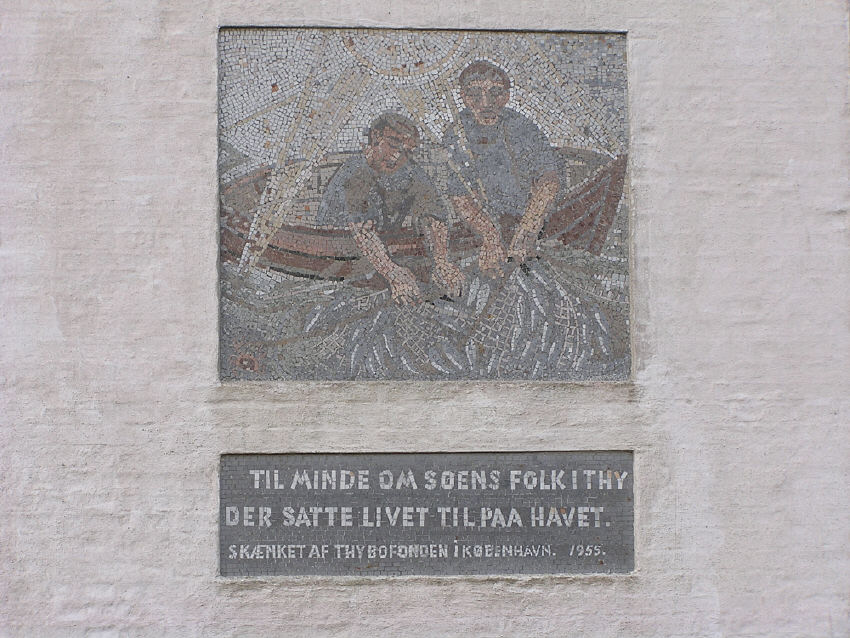 TIL MINDE OM SØENS FOLK I THY
DER SATTE LIVET TIL PAA HAVET.
SKÆNKET AF THYBOFONDEN I KØBENHAVN. 1955.